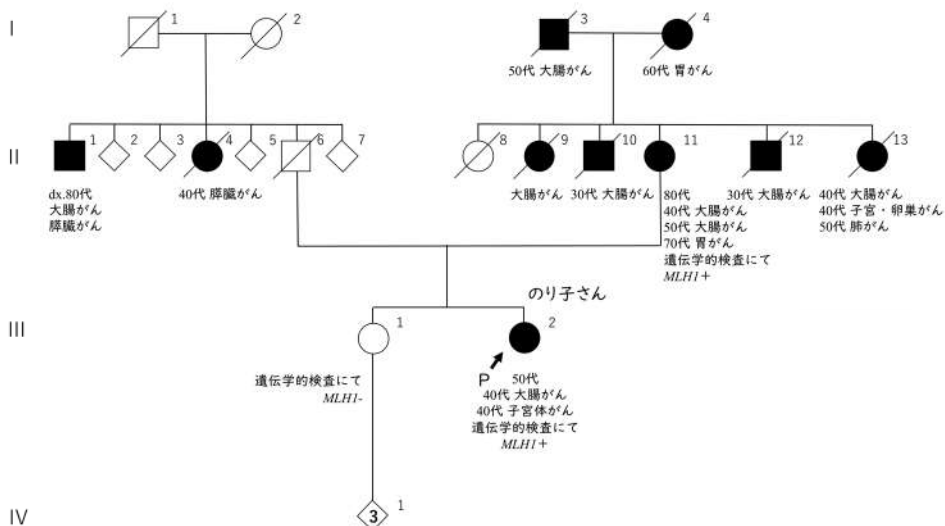 I
1
2
3
4
50代 大腸がん
60代 胃がん
II
1
2
3
4
5
6
7
8
9
10
11
12
13
dx.80代
大腸がん
膵臓がん
40代 膵臓がん
大腸がん
30代 大腸がん
80代
40代 大腸がん
50代 大腸がん
70代 胃がん
遺伝学的検査にて
MLH1+
30代 大腸がん
40代 大腸がん
40代 子宮・卵巣がん
50代 肺がん
のり子さん
III
1
2
遺伝学的検査にて
MLH1-
P
50代
40代 大腸がん
40代 子宮体がん
遺伝学的検査にて
MLH1+
IV
3
1